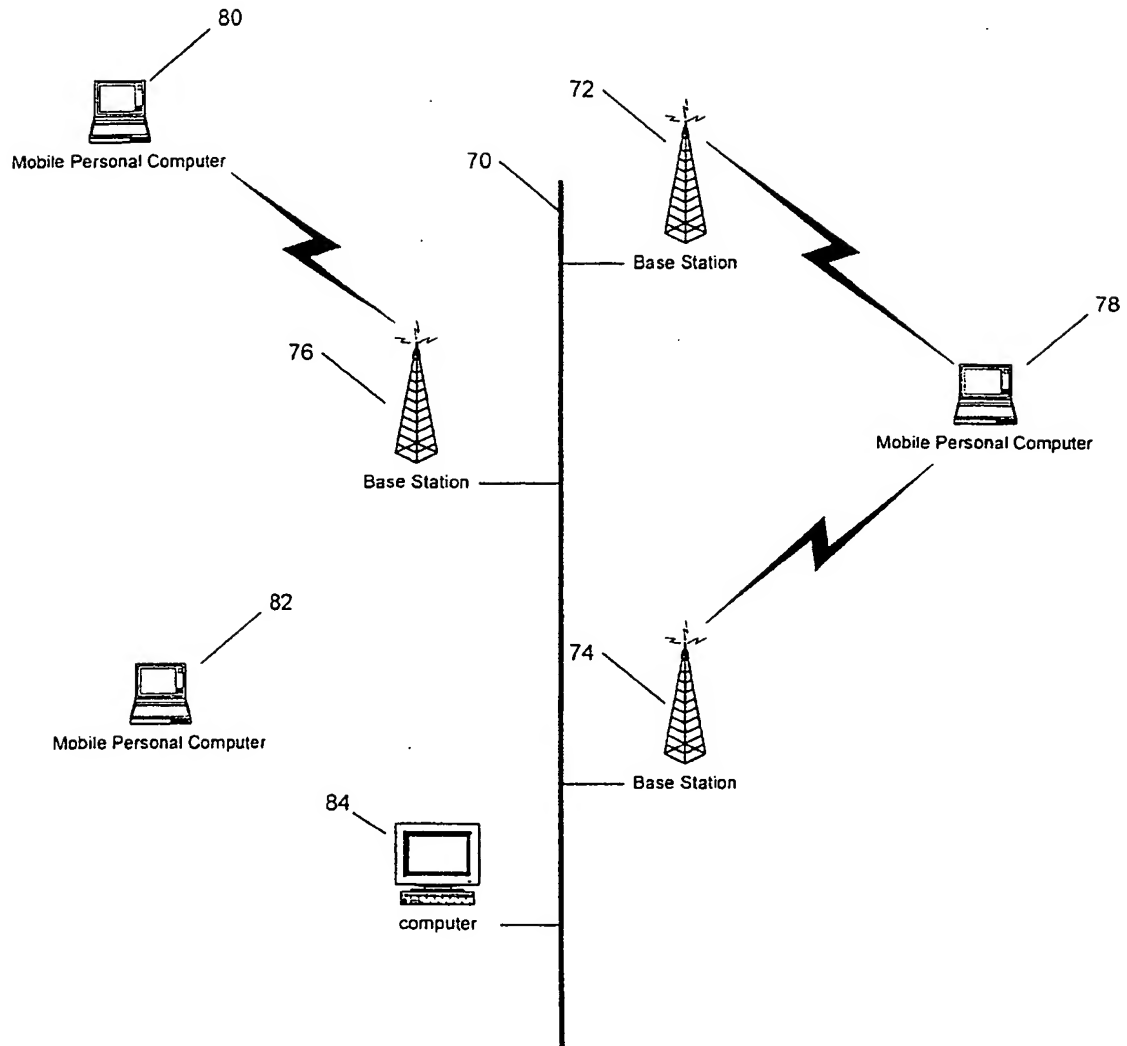 80
Mobile Personal Computer
72
70
Base Station
78
Mobile Personal Computer
76
Base Station
82
Mobile Personal Computer
74
Base Station
84
computer